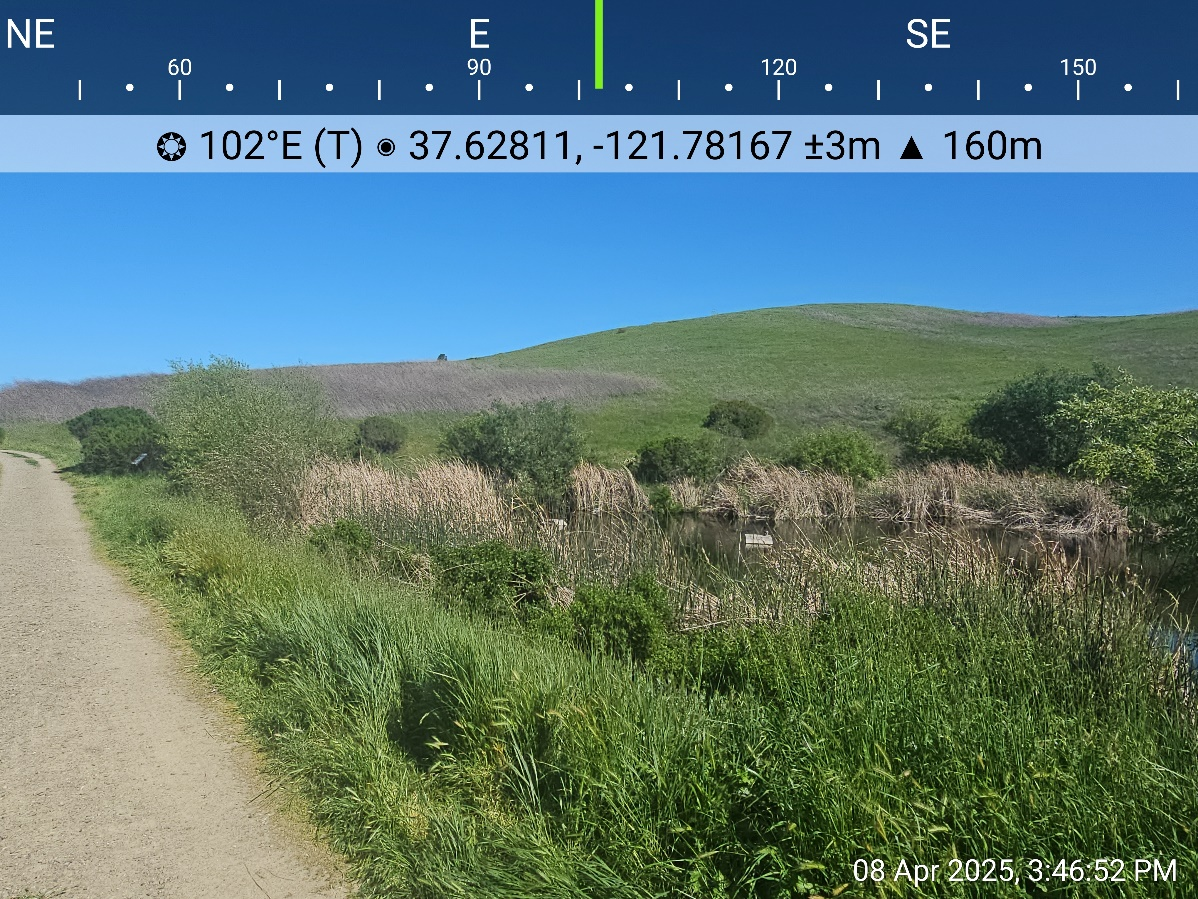 NE E SE
60 90 120 150
102°E (T) ◉ 37.62811, -121.78167 ±3m ▲ 160m
08 Apr 2025, 3:46:52 PM